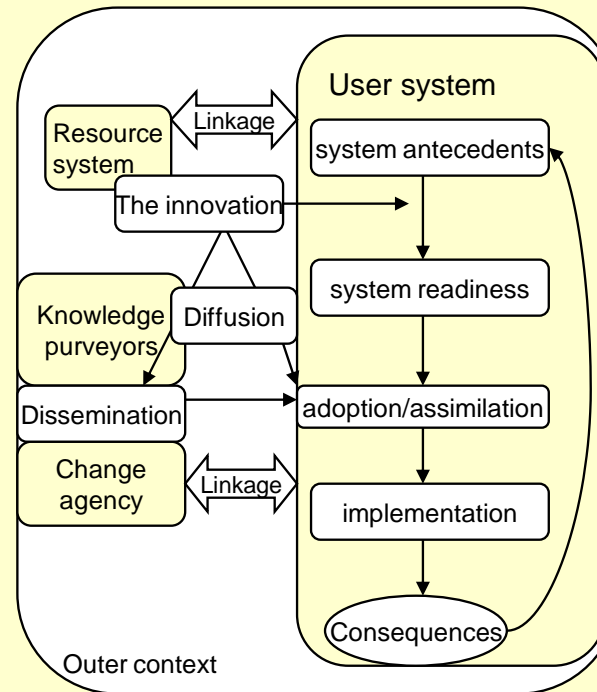 User system
Resource
system
Linkage
system antecedents
The innovation
system readiness
Knowledge
purveyors
Diffusion
Dissemination
adoption/assimilation
Change
agency
Linkage
implementation
Consequences
Outer context